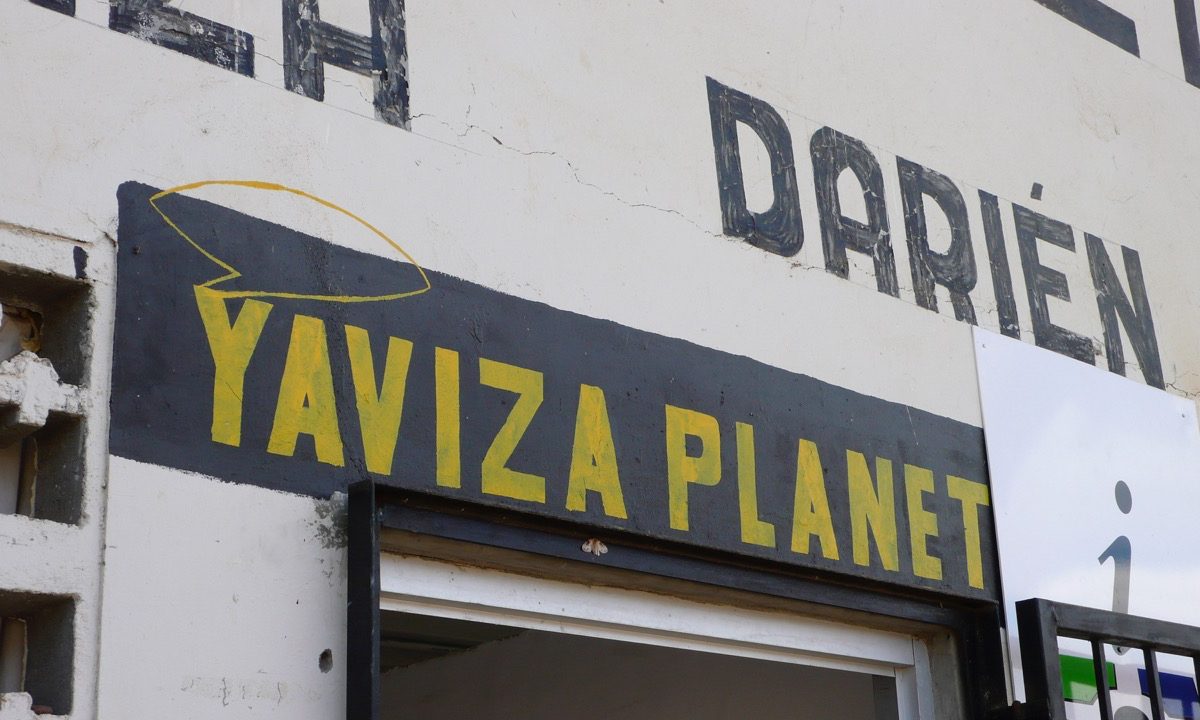 DARIÉN
YAVIZA PLANET
i